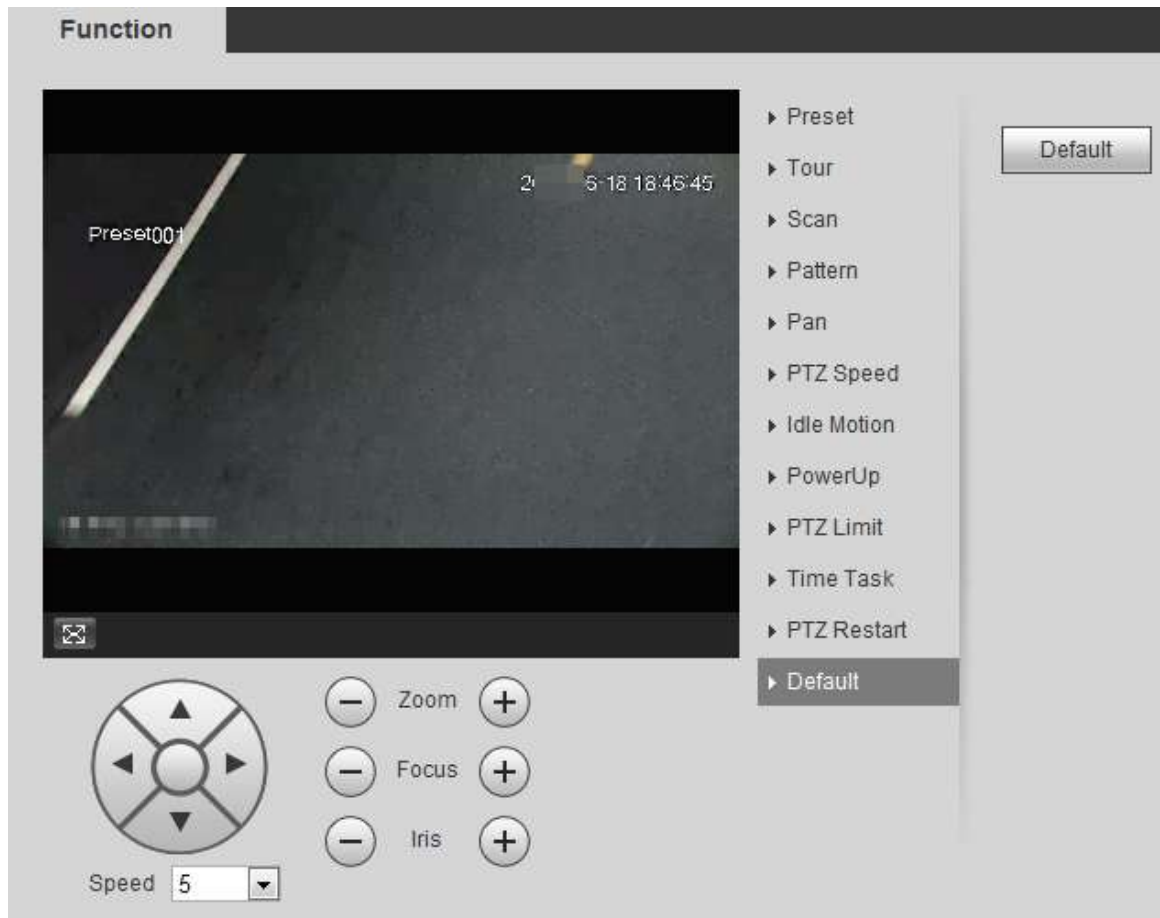 Function
Preset001
5-18 18:46:45
Preset
Tour
Scan
Pattern
Pan
PTZ Speed
Idle Motion
PowerUp
PTZ Limit
Time Task
PTZ Restart
Default
Default
Zoom
Focus
Iris
Speed 5